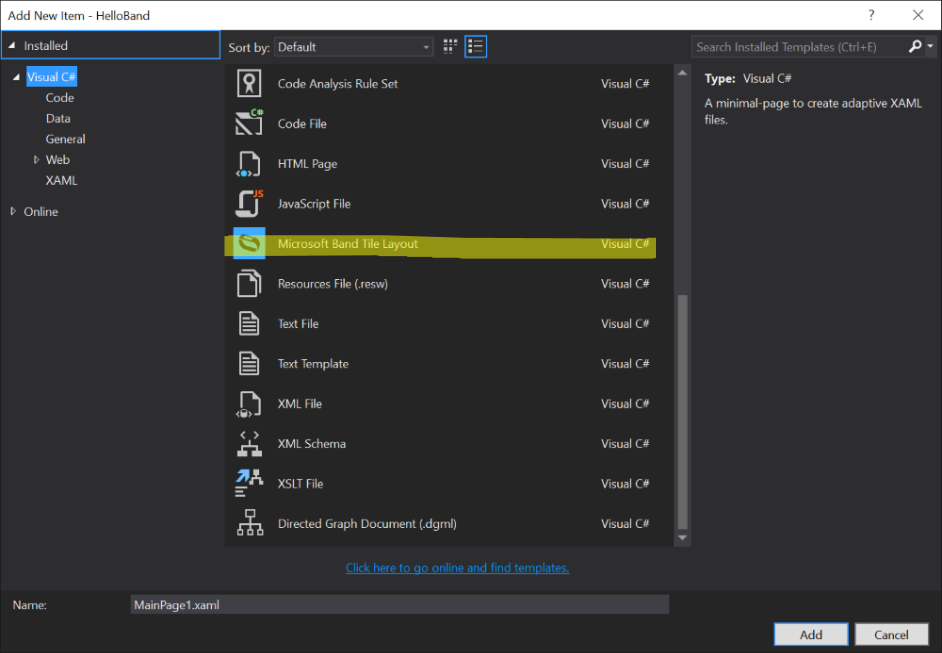 Add New Item - HelloBand
?
Installed
Sort by: Default
Search Installed Templates (Ctrl+E)
Visual C#
Code
Data
General
Web
XAML
Online
Code Analysis Rule Set Visual C#
C# Code File Visual C#
HTML Page Visual C#
JS JavaScript File Visual C#
Microsoft Band Tile Layout Visual C#
Resources File (.resw) Visual C#
Text File Visual C#
Text Template Visual C#
XML File Visual C#
XML Schema Visual C#
XSLT File Visual C#
Directed Graph Document (.dgml) Visual C#
Click here to go online and find templates.
Type: Visual C#
A minimal-page to create adaptive XAML
files.
Name: MainPage1.xaml
Add Cancel